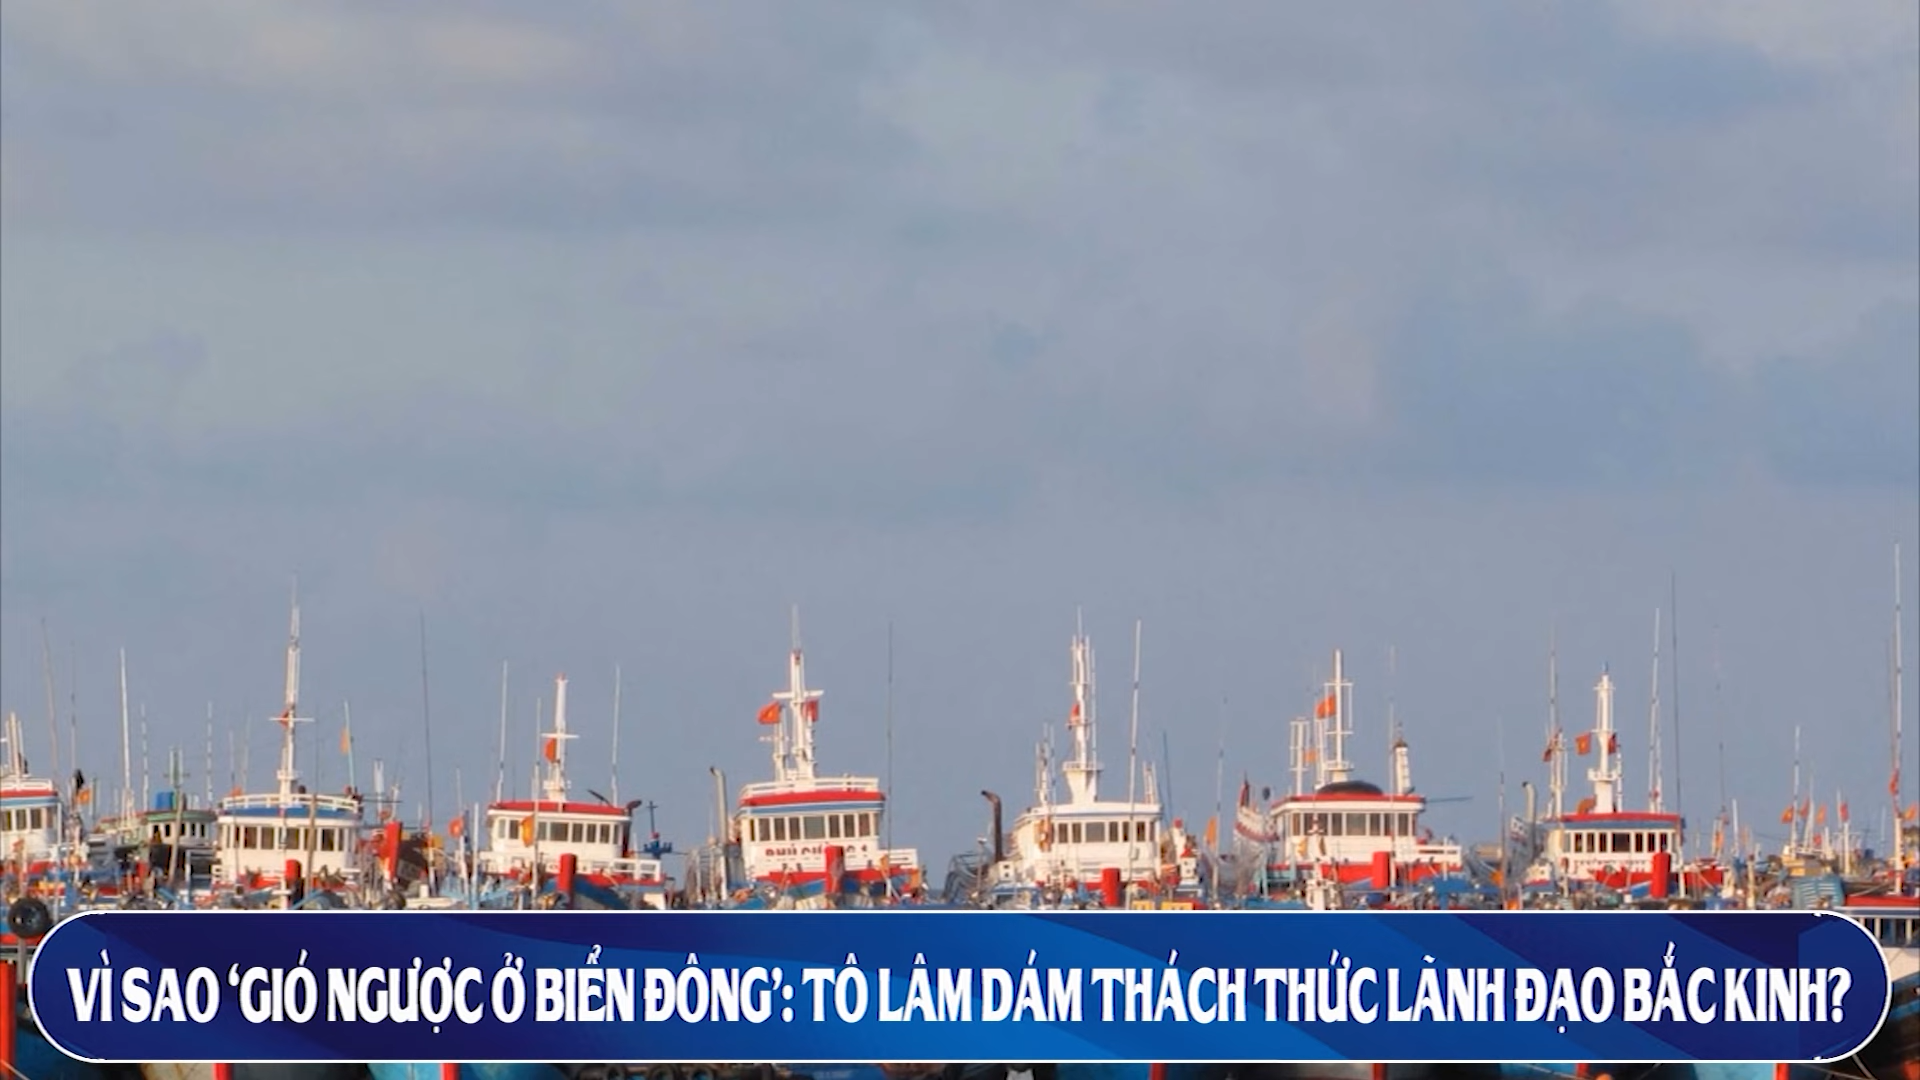 VÌ SAO ‘GIÓ NGƯỢC Ở BIỂN ĐÔNG’: TÔ LÂM DÁM THÁCH THỨC LÃNH ĐẠO BẮC KINH?